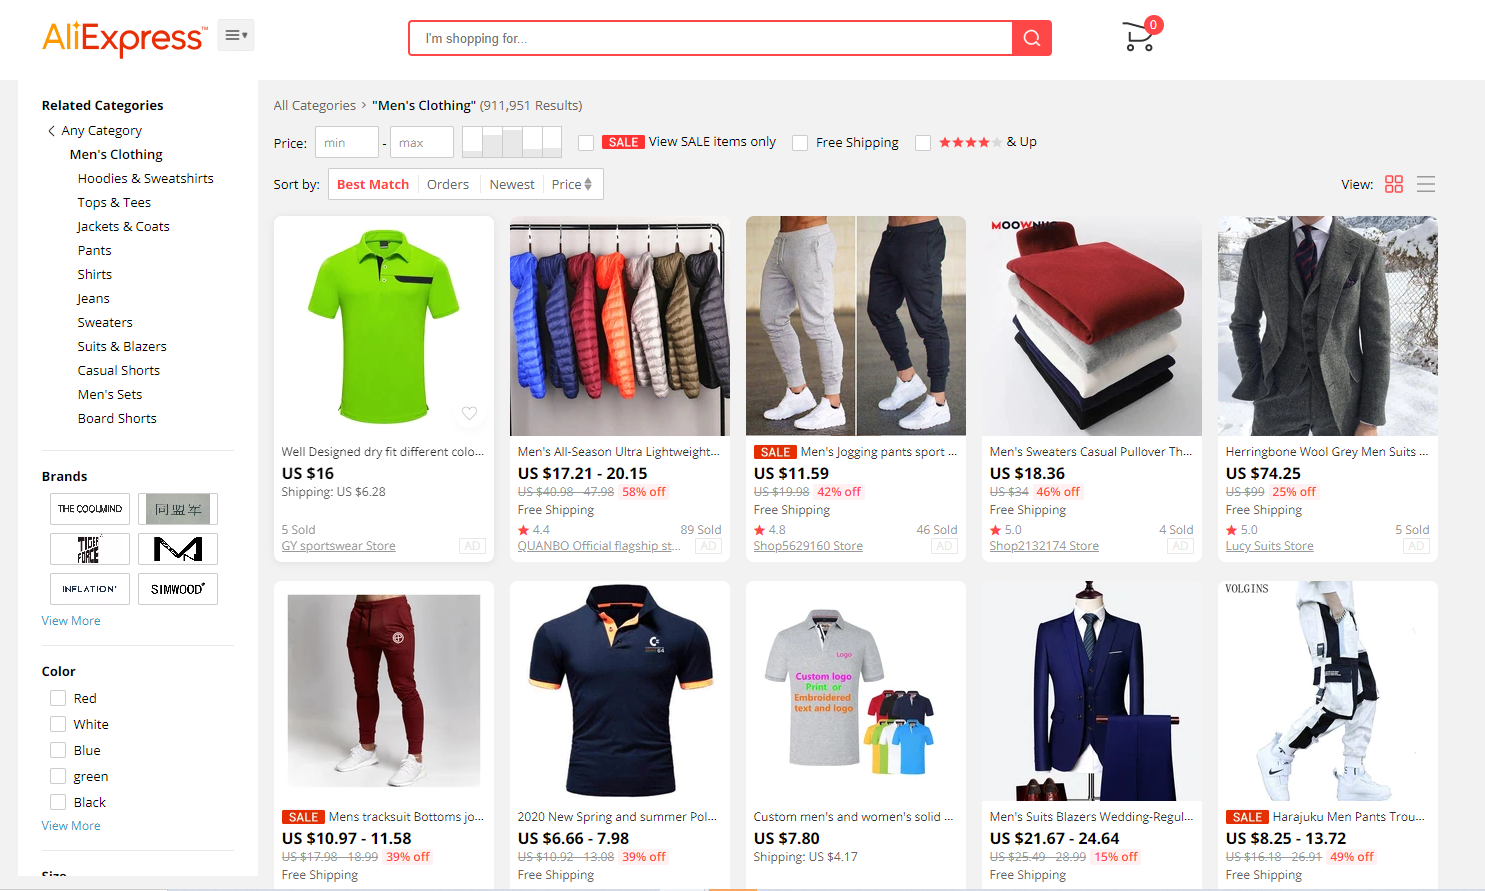 AliExpress™
I'm shopping for...
0
Related Categories
Any Category
Men's Clothing
Hoodies & Sweatshirts
Tops & Tees
Jackets & Coats
Pants
Shirts
Jeans
Sweaters
Suits & Blazers
Casual Shorts
Men's Sets
Board Shorts
Brands
THE COOLMIND
同盟军
TIGER FORCE
M
INFLATION
SIMWOOD
View More
Color
Red
White
Blue
green
Black
View More
Size
All Categories > "Men's Clothing" (911,951 Results)
Price: min - max SALE View SALE items only Free Shipping & Up
Sort by: Best Match Orders Newest Price View:
Well Designed dry fit different colo...
US $16
Shipping: US $6.28
5 Sold
GY sportswear Store AD
Men's All-Season Ultra Lightweight...
US $17.21 - 20.15
US $40.98 - 47.98 58% off
Free Shipping
4.4 89 Sold
QUANBO Official flagship st... AD
SALE Men's Jogging pants sport ...
US $11.59
US $19.98 42% off
Free Shipping
4.8 46 Sold
Shop5629160 Store AD
MOOWNUC
Men's Sweaters Casual Pullover Th...
US $18.36
US $34 46% off
Free Shipping
5.0 4 Sold
Shop2132174 Store AD
Herringbone Wool Grey Men Suits ...
US $74.25
US $99 25% off
Free Shipping
5.0 5 Sold
Lucy Suits Store AD
SALE Mens tracksuit Bottoms jo...
US $10.97 - 11.58
US $17.98 - 18.99 39% off
Free Shipping
64
2020 New Spring and summer Pol...
US $6.66 - 7.98
US $10.92 - 13.08 39% off
Free Shipping
Logo
Custom logo
Print or
Embroidered
text and logo
Custom men's and women's solid ...
US $7.80
Shipping: US $4.17
Men's Suits Blazers Wedding-Regul...
US $21.67 - 24.64
US $25.49 - 28.99 15% off
Free Shipping
VOLGINS
SALE Harajuku Men Pants Trou...
US $8.25 - 13.72
US $16.18 - 26.91 49% off
Free Shipping